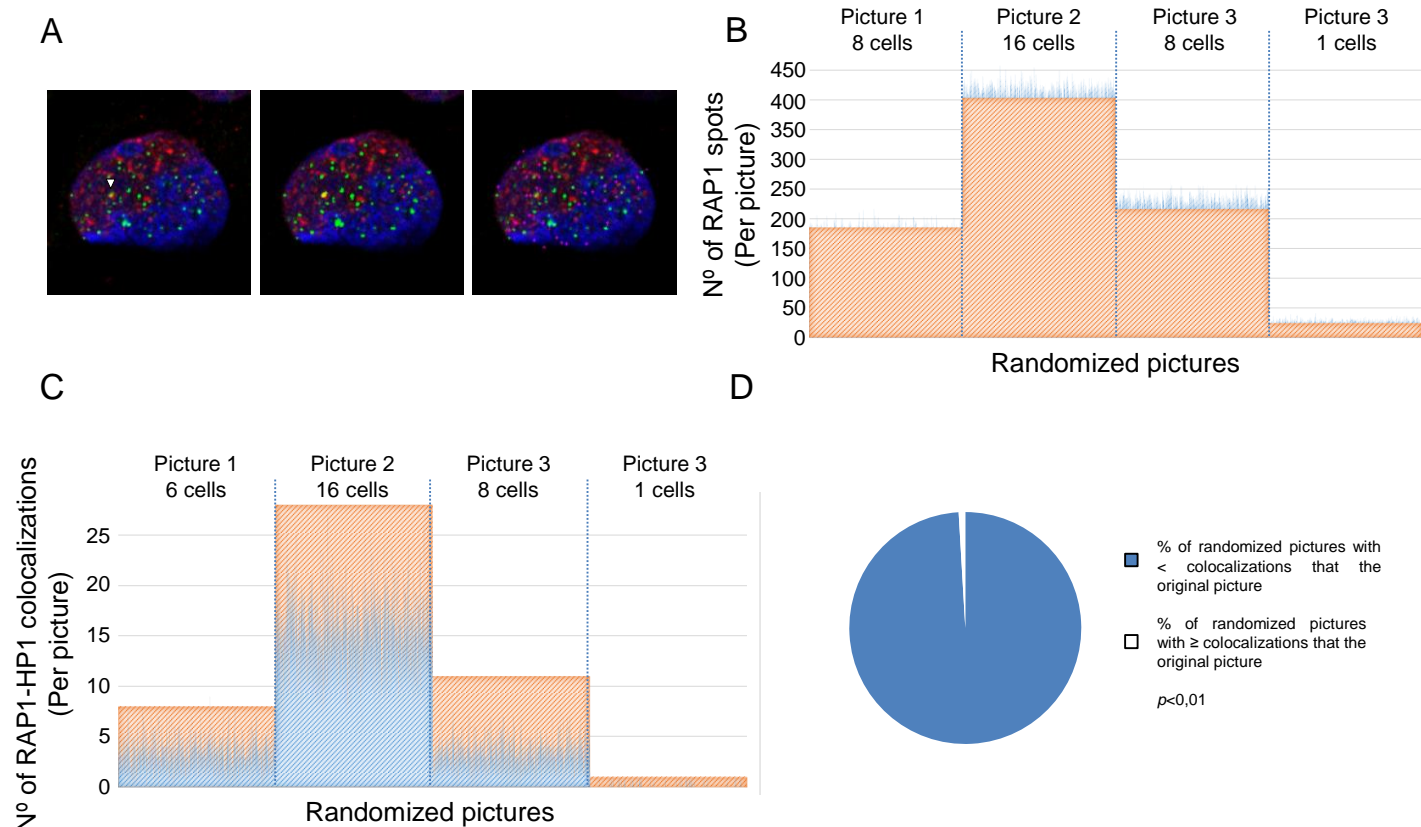 A
B
Picture 1
8 cells
Picture 2
16 cells
Picture 3
8 cells
Picture 3
1 cells
Nº of RAP1 spots
(Per picture)
450
400
350
300
250
200
150
100
50
0
Randomized pictures
C
Picture 1
6 cells
Picture 2
16 cells
Picture 3
8 cells
Picture 3
1 cells
Nº of RAP1-HP1 colocalizations
(Per picture)
25
20
15
10
5
0
Randomized pictures
D
% of randomized pictures with
< colocalizations that the
original picture
% of randomized pictures
with ≥ colocalizations that the
original picture
p<0,01